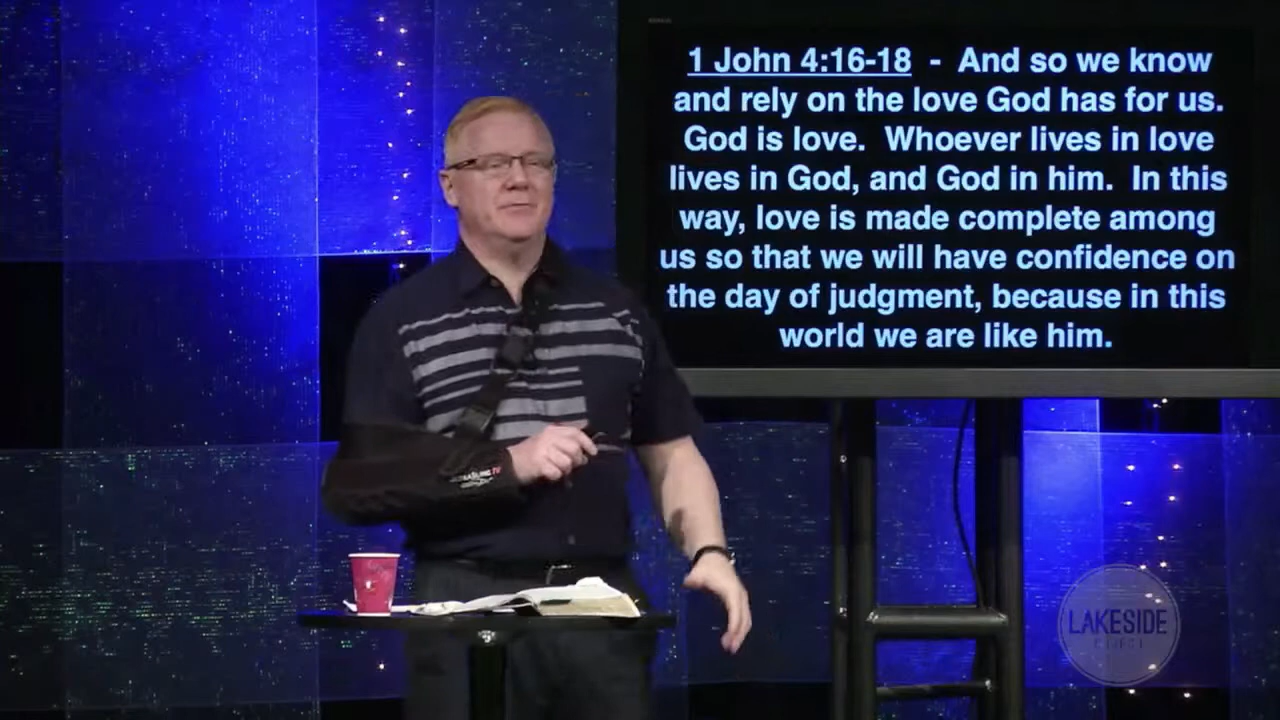 1 John 4:16-18 - And so we know
and rely on the love God has for us.
God is love. Whoever lives in love
lives in God, and God in him. In this
way, love is made complete among
us so that we will have confidence on
the day of judgment, because in this
world we are like him.
LAKESIDE